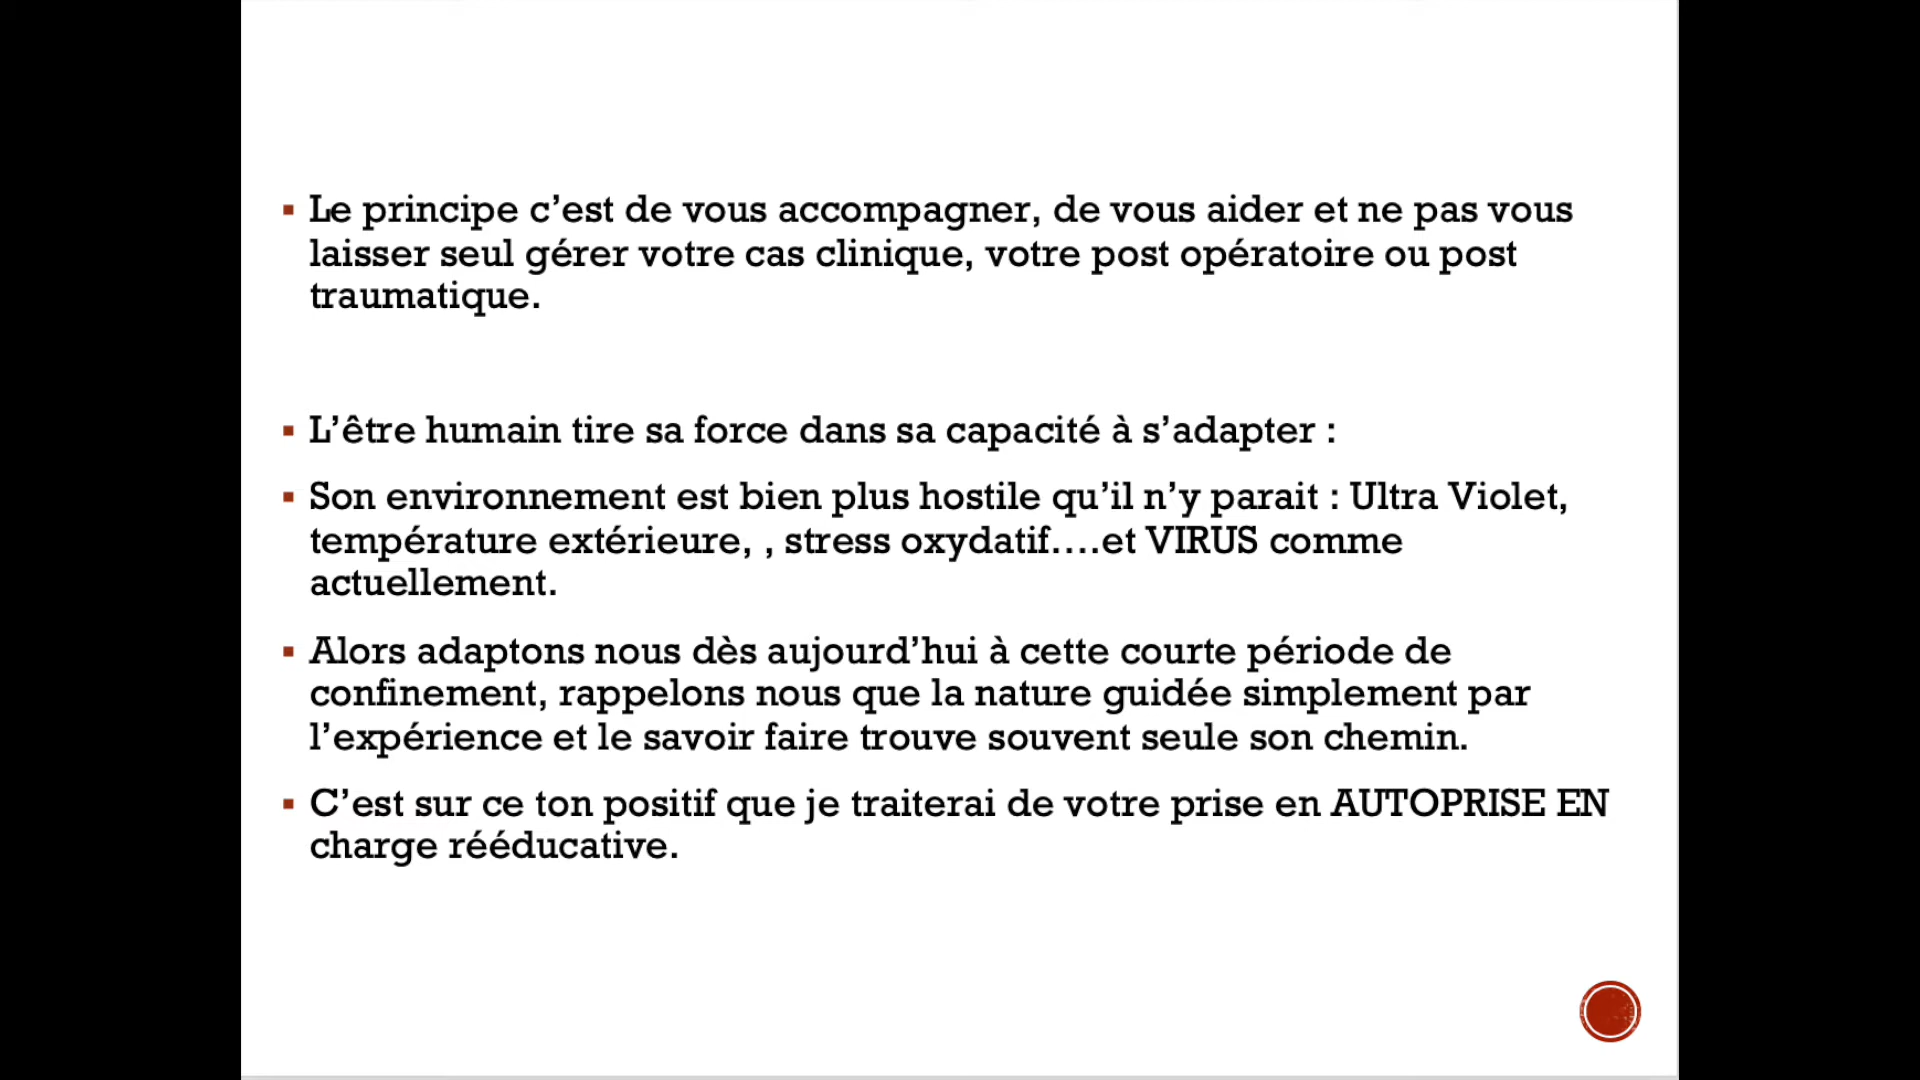 Le principe c’est de vous accompagner, de vous aider et ne pas vous
laisser seul gérer votre cas clinique, votre post opératoire ou post
traumatique.
L’être humain tire sa force dans sa capacité à s’adapter :
Son environnement est bien plus hostile qu’il n’y parait : Ultra Violet,
température extérieure, , stress oxydatif....et VIRUS comme
actuellement.
Alors adaptons nous dès aujourd’hui à cette courte période de
confinement, rappelons nous que la nature guidée simplement par
l’expérience et le savoir faire trouve souvent seule son chemin.
C’est sur ce ton positif que je traiterai de votre prise en AUTOPRISE EN
charge rééducative.